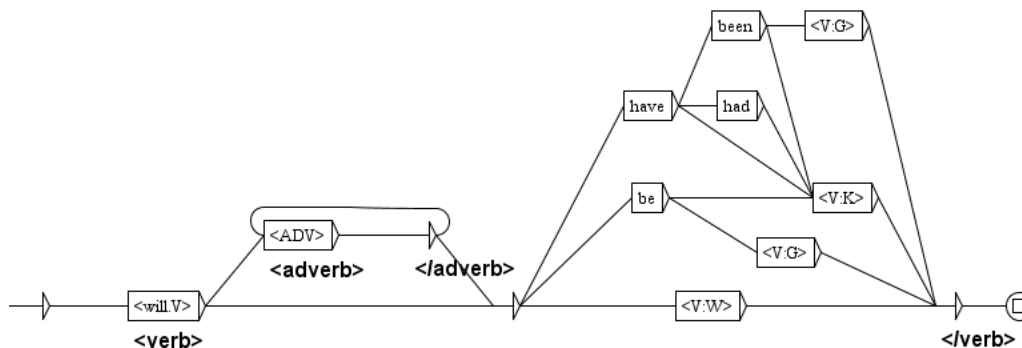 been <V:G>
have had
be <V:K>
<ADV> <V:G>
<adverb> </adverb>
<will.V> <V:W>
<verb> </verb>